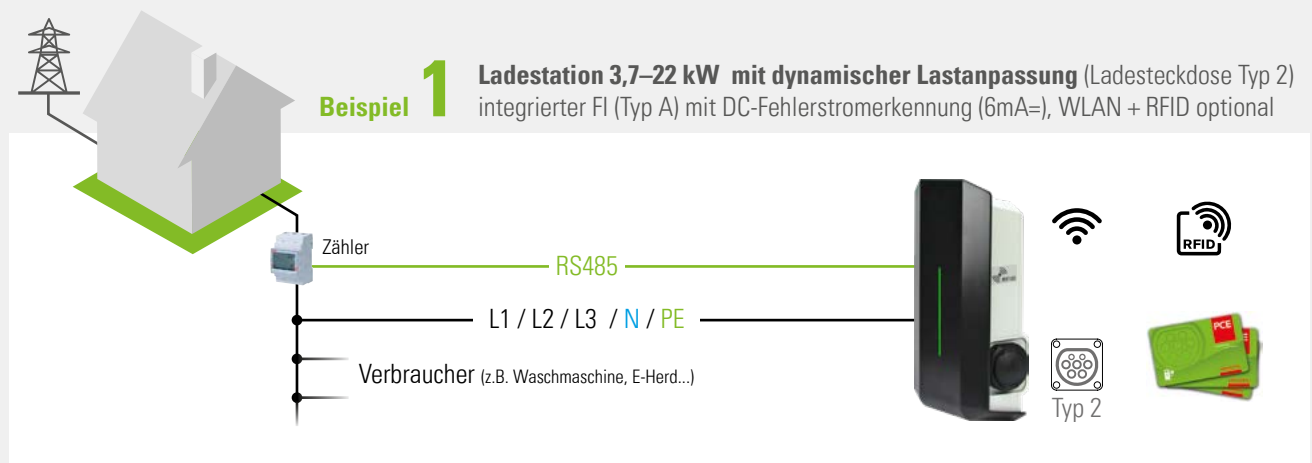 Beispiel 1
Ladestation 3,7–22 kW mit dynamischer Lastanpassung (Ladesteckdose Typ 2)
integrierter FI (Typ A) mit DC-Fehlerstromerkennung (6mA=), WLAN + RFID optional
Zähler
RS485
RFID
L1 / L2 / L3 / N / PE
PCE
Verbraucher (z.B. Waschmaschine, E-Herd...)
Typ 2